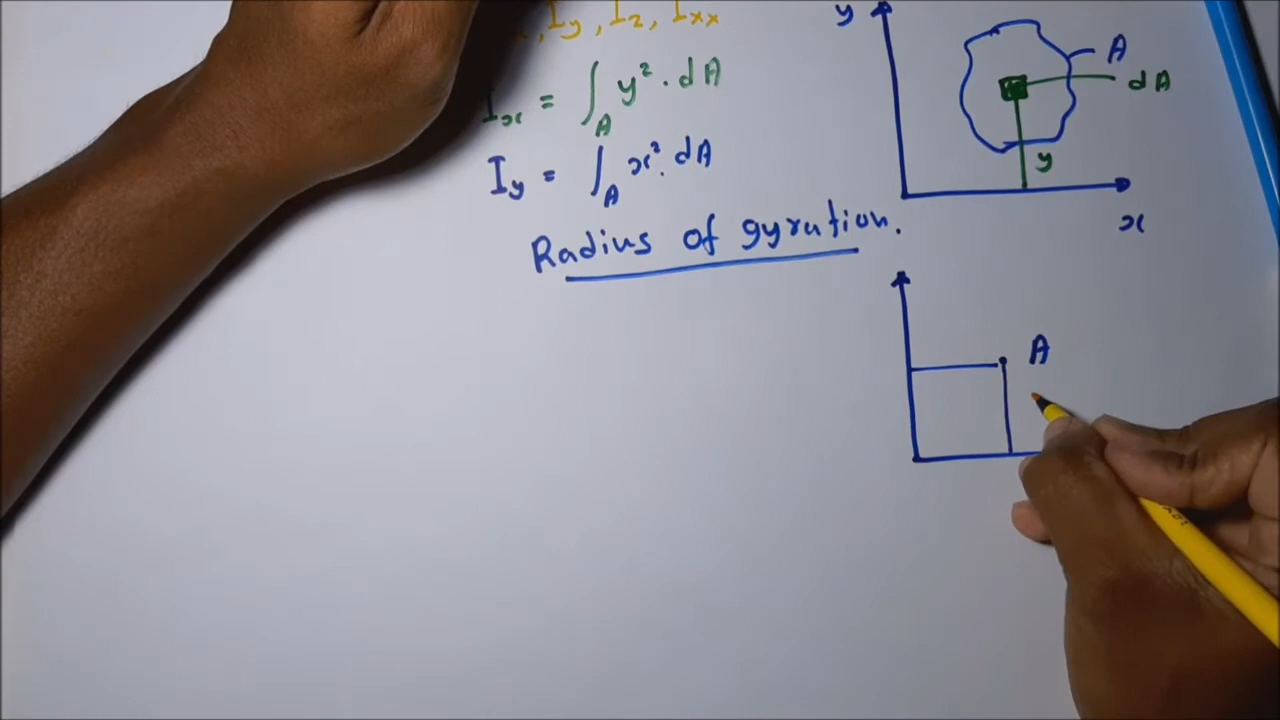 , Iy, Iz, Ixx
Ix = ∫A y² · dA
Iy = ∫A x² · dA
Radius of gyration.
y
A
dA
y
x
A